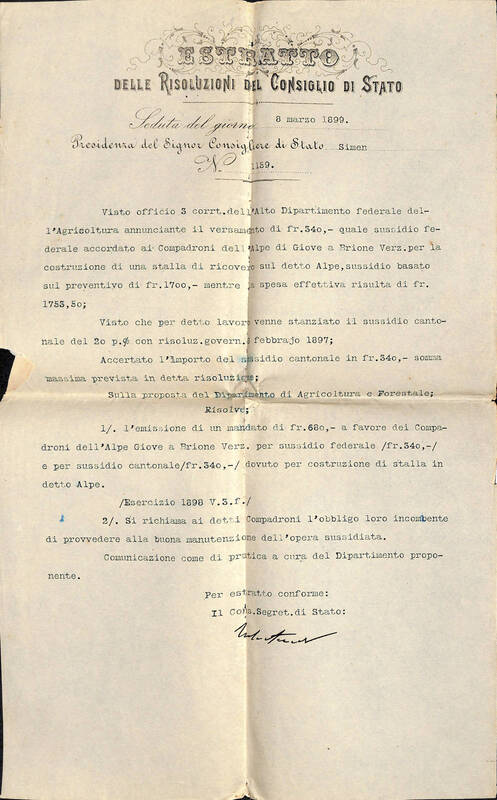 ESTRATTO
DELLE RISOLUZIONI DEL CONSIGLIO DI STATO
Seduta del giorno 8 marzo 1899.
Presidenza del Signor Consigliere di Stato Simen
N. 1159.
Visto officio 3 corrt.dell'Alto Dipartimento federale del-
l'Agricoltura annunciante il versamento di fr.340,- quale sussidio fe-
derale accordato ai Compadroni dell'Alpe di Giove a Brione Verz.per la
costruzione di una stalla di ricovero sul detto Alpe,sussidio basato
sul preventivo di fr.1700,- mentre la spesa effettiva risulta di fr.
1753,50;
Visto che per detto lavoro venne stanziato il sussidio canto-
nale del 20 p.% con risoluz.govern. febbrajo 1897;
Accertato l'importo del sussidio cantonale in fr.340,- somma
massima prevista in detta risoluzione;
Sulla proposta del Dipartimento di Agricoltura e Forestale;
Risolve;
1/. l'emissione di un mandato di fr.680,- a favore dei Compa-
droni dell'Alpe Giove a Brione Verz. per sussidio federale /fr.340,-/
e per sussidio cantonale/fr.340,-/ dovuto per costruzione di stalla in
detto Alpe.
/Esercizio 1898 V.3.f./
2/. Si richiama ai detti Compadroni l'obbligo loro incombente
di provvedere alla buona manutenzione dell'opera sussidiata.
Comunicazione come di pratica a cura del Dipartimento propo-
nente.
Per estratto conforme:
Il Cons.Segret.di Stato: